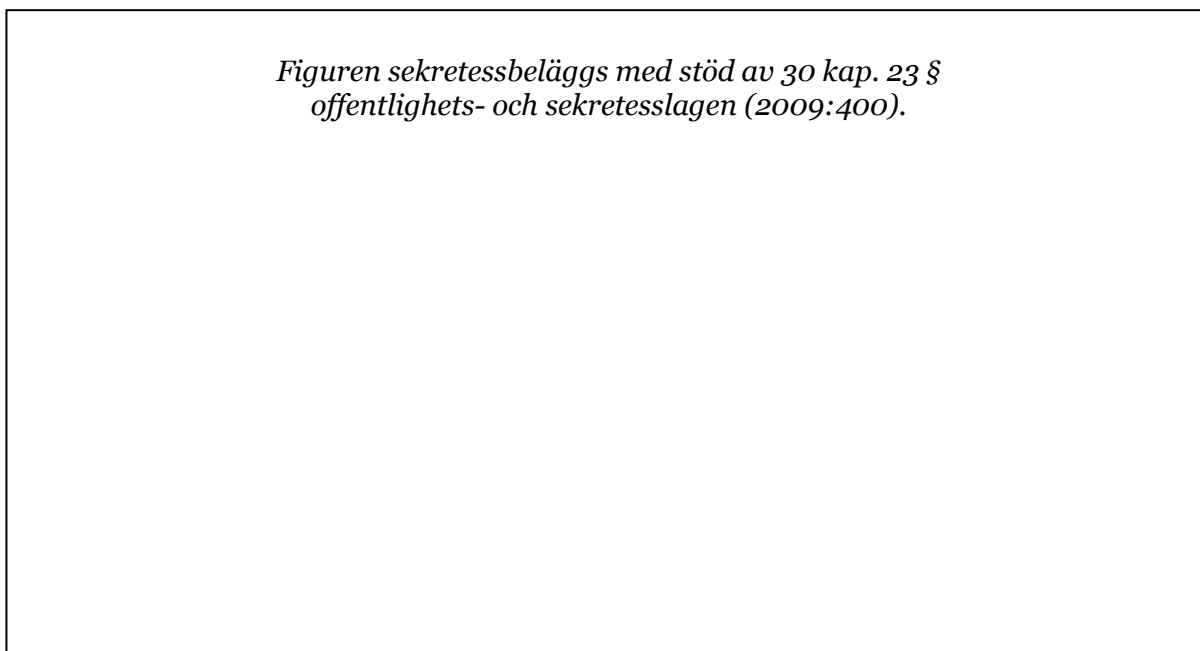 Figuren sekretessbeläggs med stöd av 30 kap. 23 §
offentlighets- och sekretesslagen (2009:400).